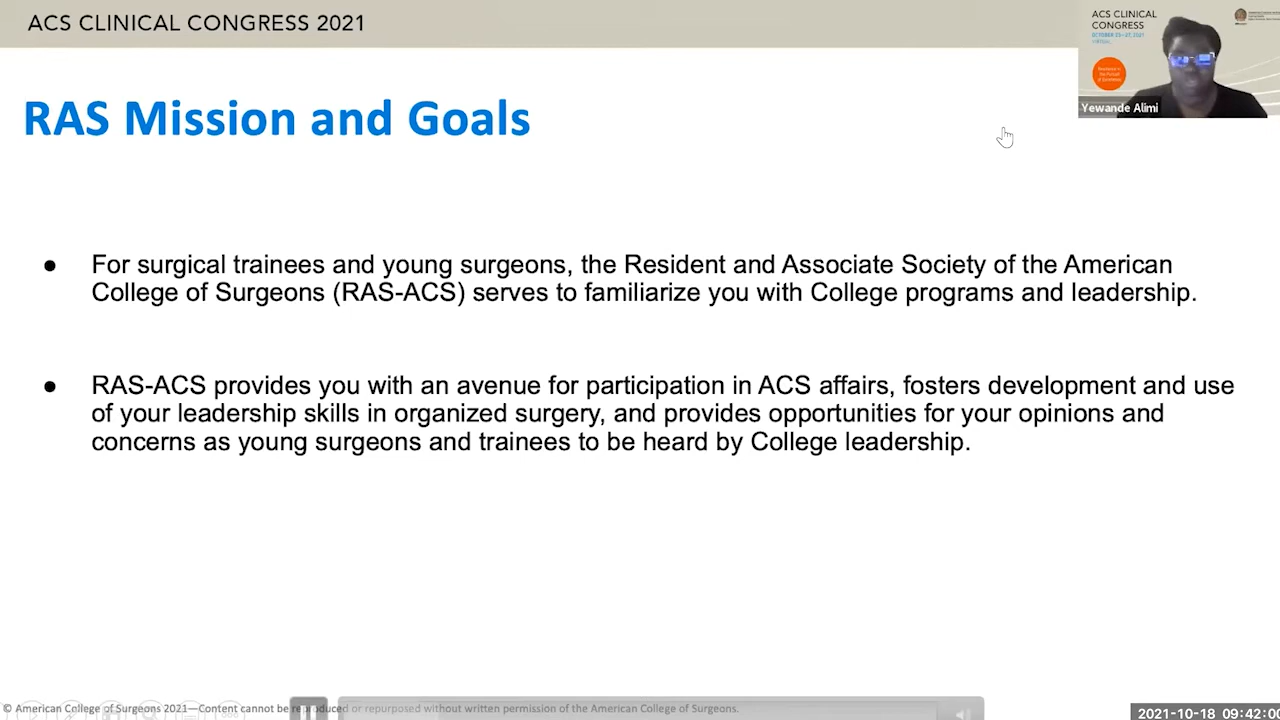 ACS CLINICAL CONGRESS 2021
ACS CLINICAL
CONGRESS
OCTOBER 23–27, 2021
Yewande Alimi
RAS Mission and Goals
● For surgical trainees and young surgeons, the Resident and Associate Society of the American
College of Surgeons (RAS-ACS) serves to familiarize you with College programs and leadership.
● RAS-ACS provides you with an avenue for participation in ACS affairs, fosters development and use
of your leadership skills in organized surgery, and provides opportunities for your opinions and
concerns as young surgeons and trainees to be heard by College leadership.
© American College of Surgeons 2021—Content cannot be reproduced or repurposed without written permission of the American College of Surgeons.
2021-10-18 09:42:00